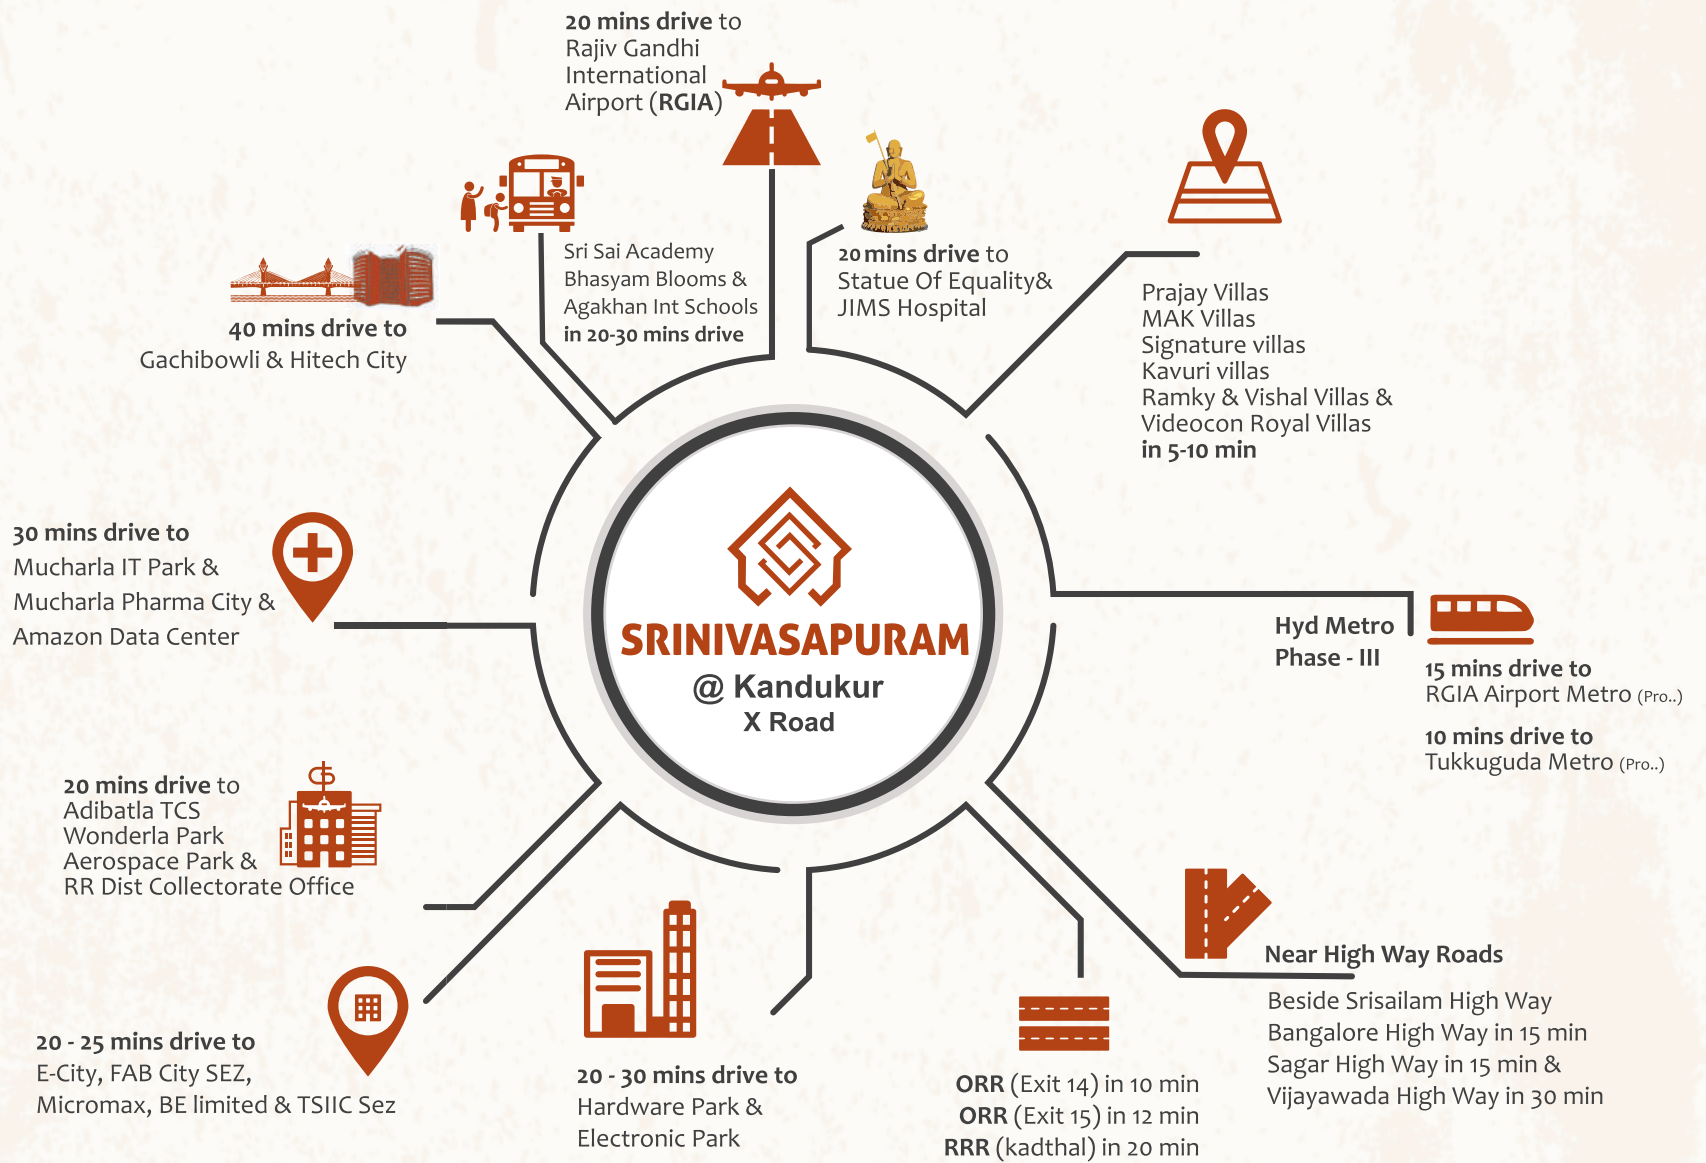 20 mins drive to
Rajiv Gandhi
International
Airport (RGIA)
20 mins drive to
Statue Of Equality&
JIMS Hospital
Prajay Villas
MAK Villas
Signature villas
Kavuri villas
Ramky & Vishal Villas &
Videocon Royal Villas
in 5-10 min
Sri Sai Academy
Bhasyam Blooms &
Agakhan Int Schools
in 20-30 mins drive
40 mins drive to
Gachibowli & Hitech City
30 mins drive to
Mucharla IT Park &
Mucharla Pharma City &
Amazon Data Center
SRINIVASAPURAM
@ Kandukur
X Road
Hyd Metro
Phase - III
15 mins drive to
RGIA Airport Metro (Pro..)
10 mins drive to
Tukkuguda Metro (Pro..)
20 mins drive to
Adibatla TCS
Wonderla Park
Aerospace Park &
RR Dist Collectorate Office
20 - 25 mins drive to
E-City, FAB City SEZ,
Micromax, BE limited & TSIIC Sez
20 - 30 mins drive to
Hardware Park &
Electronic Park
ORR (Exit 14) in 10 min
ORR (Exit 15) in 12 min
RRR (kadthal) in 20 min
Near High Way Roads
Beside Srisailam High Way
Bangalore High Way in 15 min
Sagar High Way in 15 min &
Vijayawada High Way in 30 min